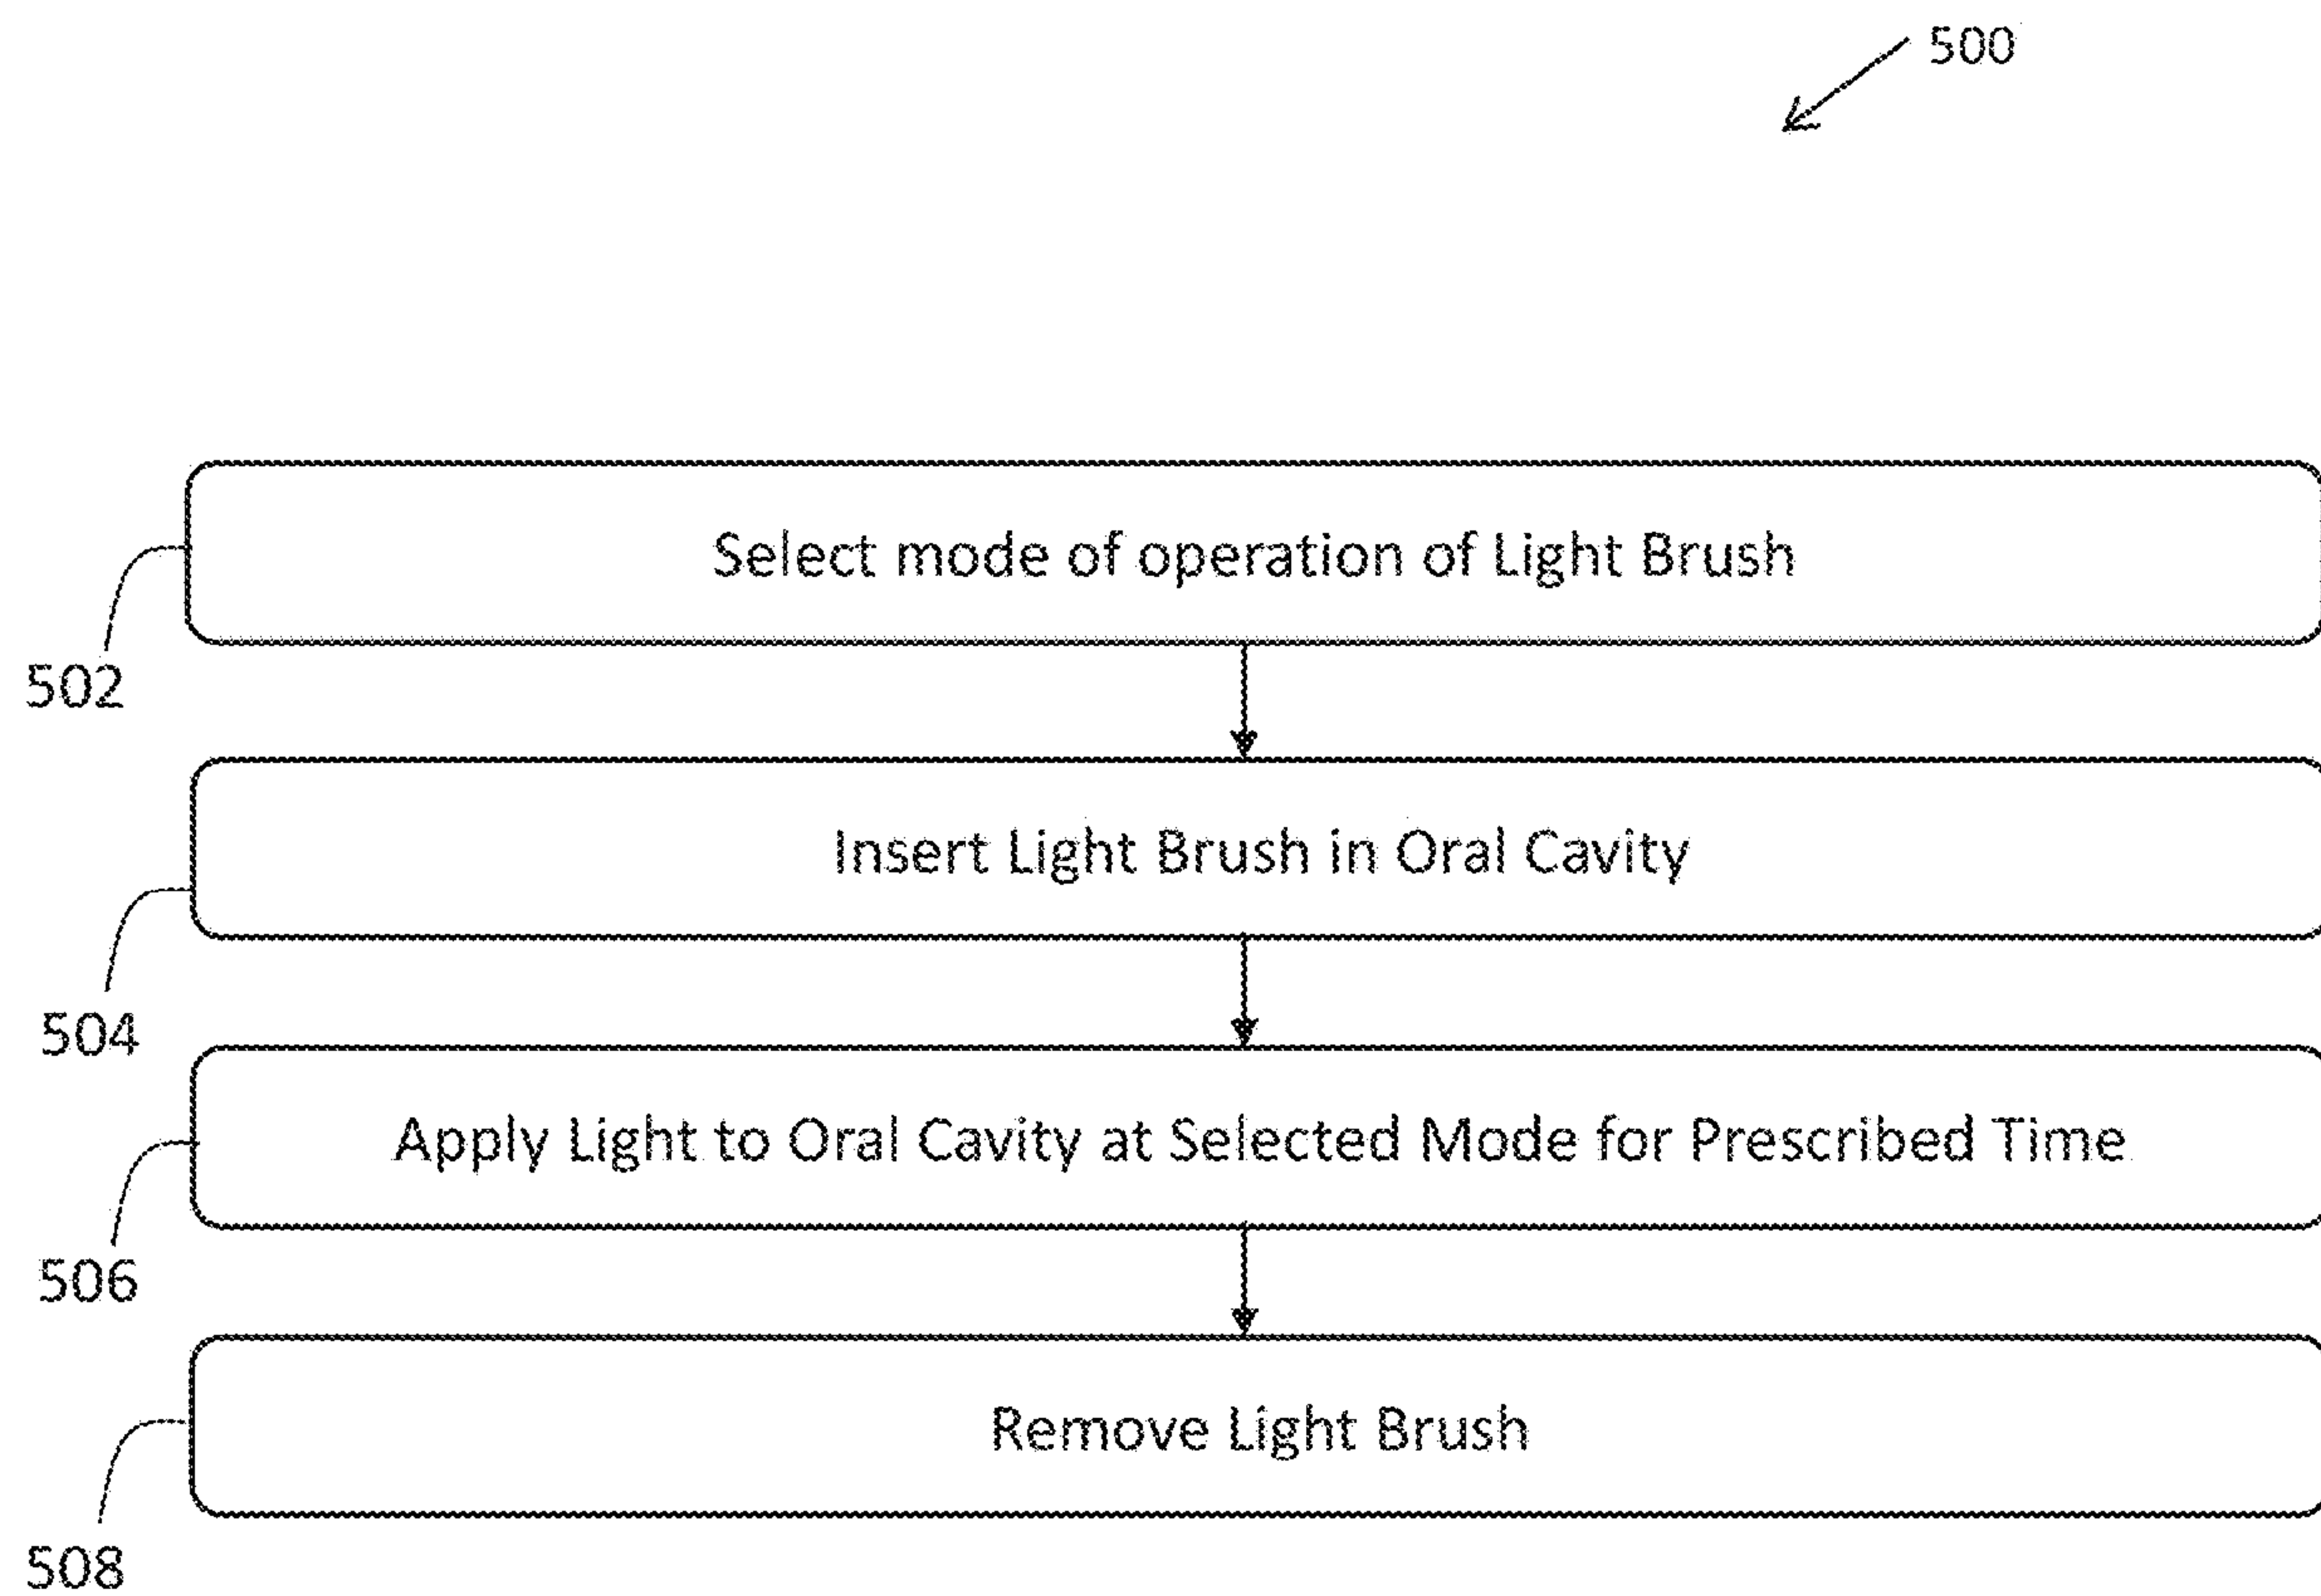 500
Select mode of operation of Light Brush
502
Insert Light Brush in Oral Cavity
504
Apply Light to Oral Cavity at Selected Mode for Prescribed Time
506
Remove Light Brush
508